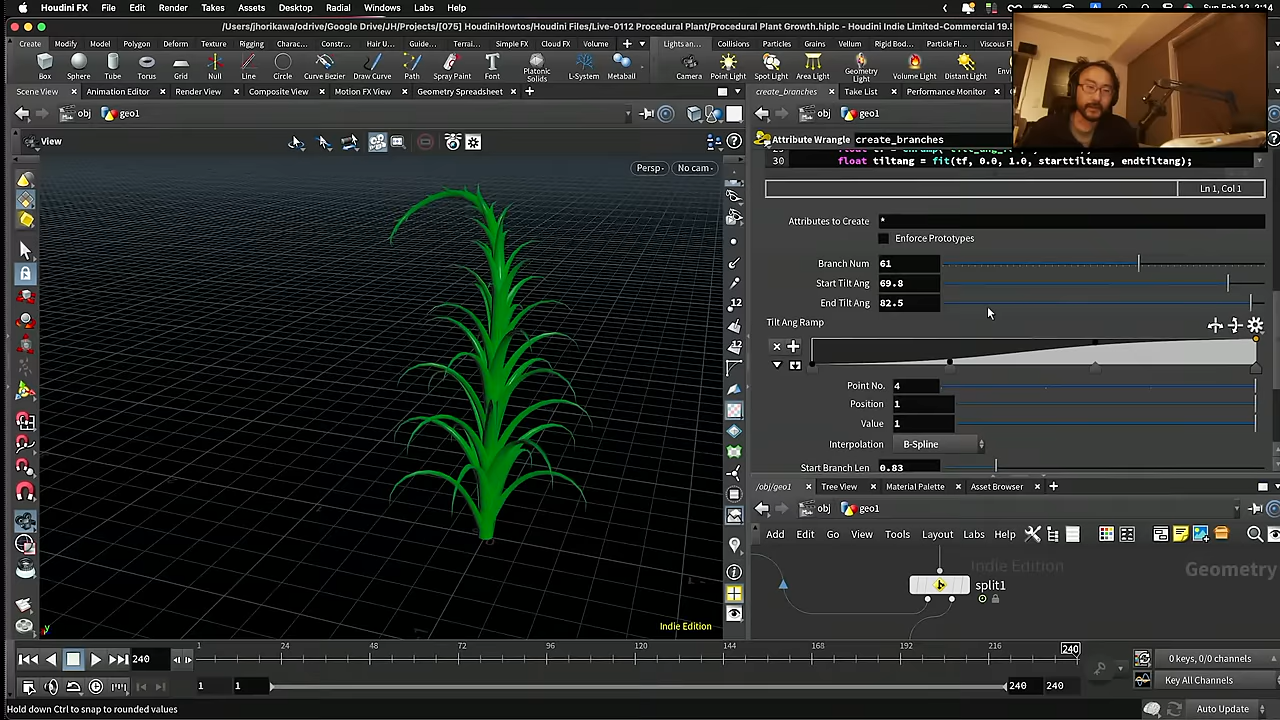 Houdini FX File Edit Render Takes Assets Desktop Radial Windows Labs Help Sun Feb 12 2:14
/Users/jhorikawa/odrive/Google Drive/JH/Projects/[075] HoudiniHowtos/Houdini Files/Live-0112 Procedural Plant/Procedural Plant Growth.hiplc - Houdini Indie Limited-Commercial 19.
Create Modify Model Polygon Deform Texture Rigging Charac... Constr... Hair U... Guide... Terrai... Simple FX Cloud FX Volume
Lights an... Collisions Particles Grains Vellum Rigid Bod... Particle Fl... Viscous
Box Sphere Tube Torus Grid Null Line Circle Curve Bezier Draw Curve Path Spray Paint Font Platonic Solids L-System Metaball
Camera Point Light Spot Light Area Light Geometry Light Volume Light Distant Light
Scene View Animation Editor Render View Composite View Motion FX View Geometry Spreadsheet
create_branches Take List Performance Monitor
obj geo1
obj geo1
View
Attribute Wrangle create_branches
30 float tiltang = fit(tf, 0.0, 1.0, starttiltang, endtiltang);
Persp No cam
Ln 1, Col 1
Attributes to Create *
Enforce Prototypes
Branch Num 61
Start Tilt Ang 69.8
End Tilt Ang 82.5
Tilt Ang Ramp
Point No. 4
Position 1
Value 1
Interpolation B-Spline
Start Branch Len 0.83
/obj/geo1 Tree View Material Palette Asset Browser
obj geo1
Add Edit Go View Tools Layout Labs Help
Indie Edition
Geometry
split1
Indie Edition
y
240 1 24 48 72 96 120 144 168 192 216 240
0 keys, 0/0 channels
1 1 240 240
Key All Channels
Hold down Ctrl to snap to rounded values
Auto Update